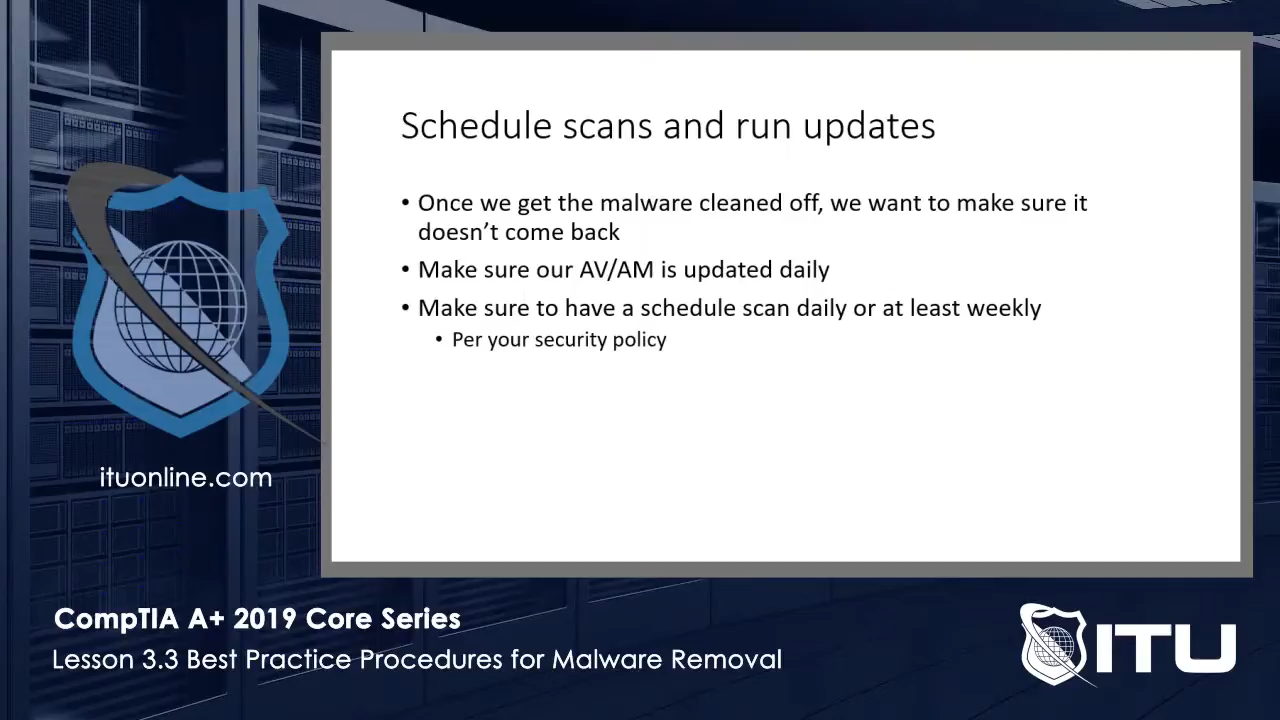 Schedule scans and run updates
• Once we get the malware cleaned off, we want to make sure it
doesn’t come back
• Make sure our AV/AM is updated daily
• Make sure to have a schedule scan daily or at least weekly
• Per your security policy
ituonline.com
CompTIA A+ 2019 Core Series
Lesson 3.3 Best Practice Procedures for Malware Removal
ITU